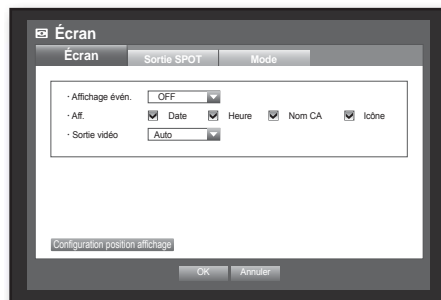 Écran
Écran Sortie SPOT Mode
· Affichage évén. OFF
· Aff. Date Heure Nom CA Icône
· Sortie vidéo Auto
Configuration position affichage
OK Annuler